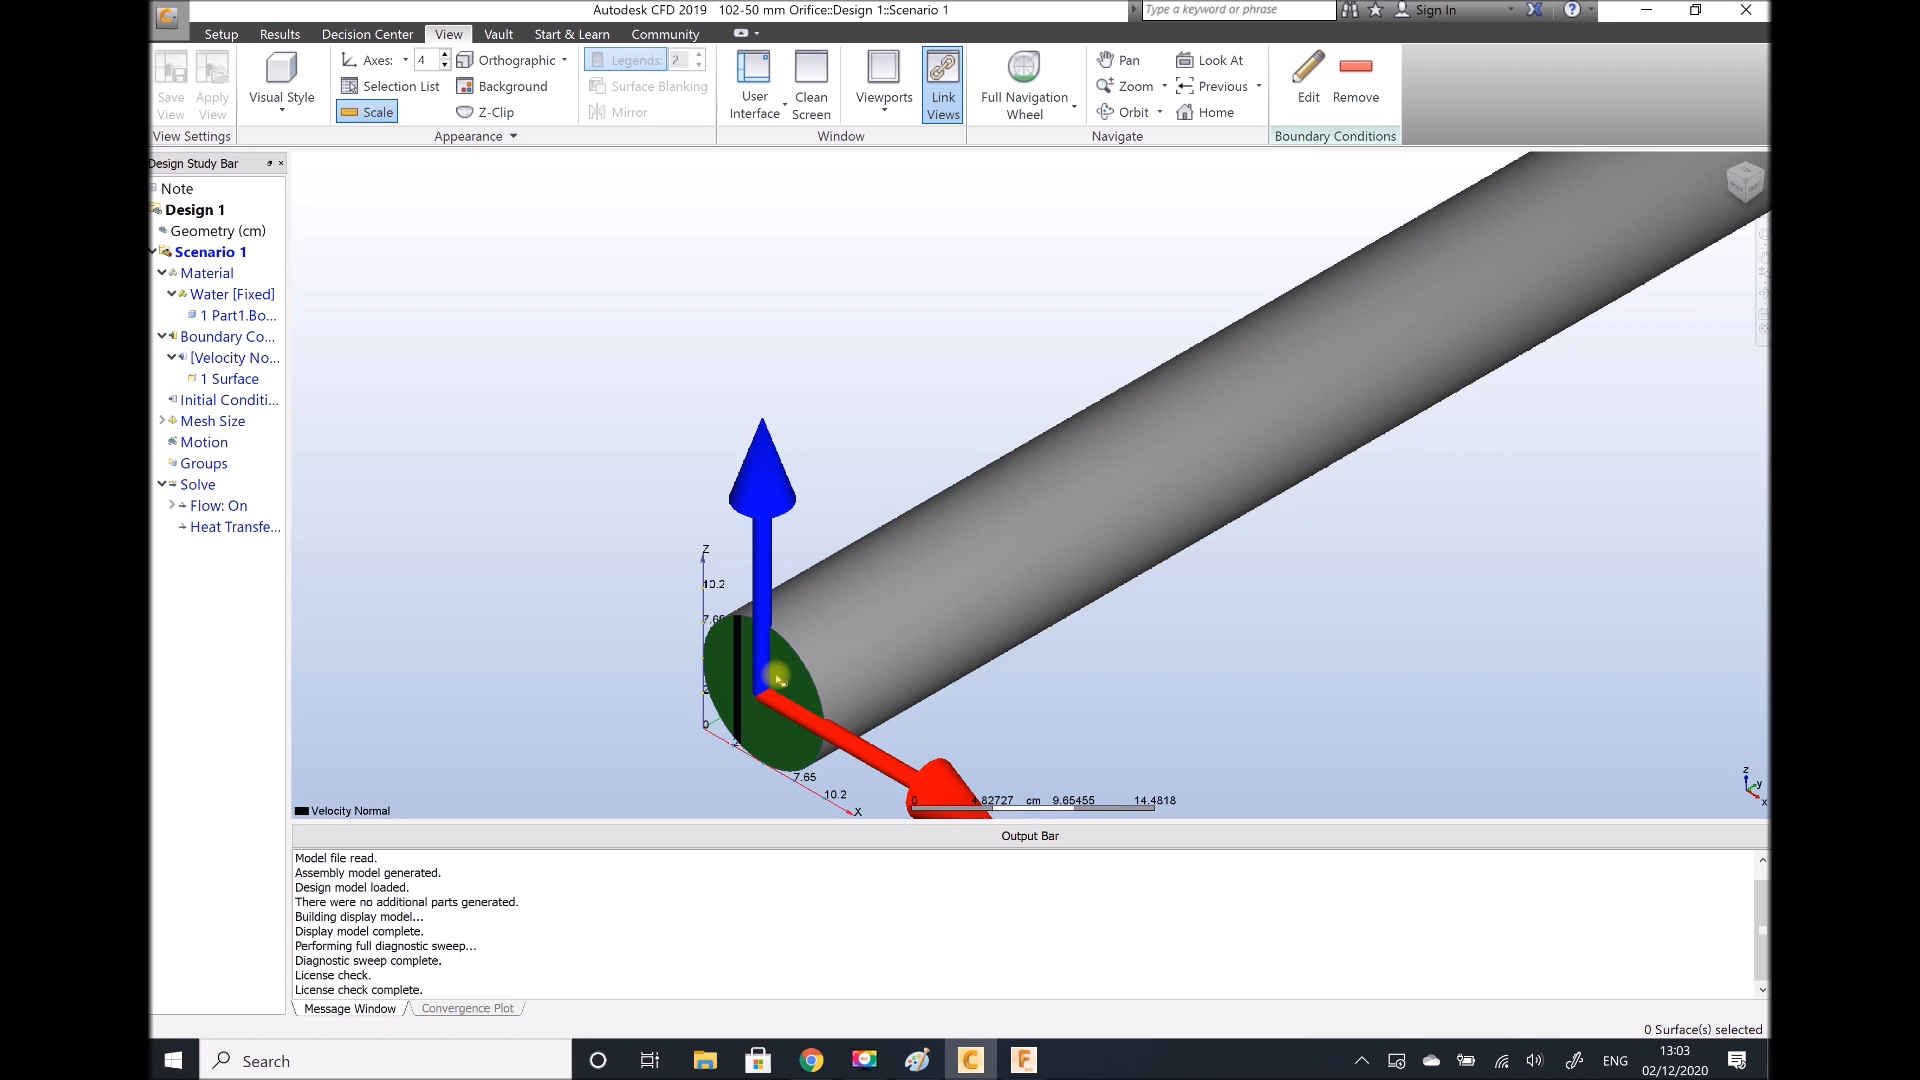 Autodesk CFD 2019 102-50 mm Orifice::Design 1::Scenario 1
Type a keyword or phrase
Sign In
Setup Results Decision Center View Vault Start & Learn Community
Save View
Apply View
Visual Style
Axes: 4
Selection List
Scale
Orthographic
Background
Z-Clip
Legends: 2
Surface Blanking
Mirror
User Interface
Clean Screen
Viewports
Link Views
Full Navigation Wheel
Pan
Zoom
Orbit
Look At
Previous
Home
Edit
Remove
View Settings
Appearance
Window
Navigate
Boundary Conditions
Design Study Bar
Note
Design 1
Geometry (cm)
Scenario 1
Material
Water [Fixed]
1 Part1.Bo...
Boundary Co...
[Velocity No...
1 Surface
Initial Conditi...
Mesh Size
Motion
Groups
Solve
Flow: On
Heat Transfe...
Z
10.2
0
7.65
10.2
X
0 4.82727 cm 9.65455 14.4818
z
y
x
Velocity Normal
Output Bar
Model file read.
Assembly model generated.
Design model loaded.
There were no additional parts generated.
Building display model...
Display model complete.
Performing full diagnostic sweep...
Diagnostic sweep complete.
License check.
License check complete.
Message Window
Convergence Plot
0 Surface(s) selected
Search
ENG
13:03
02/12/2020